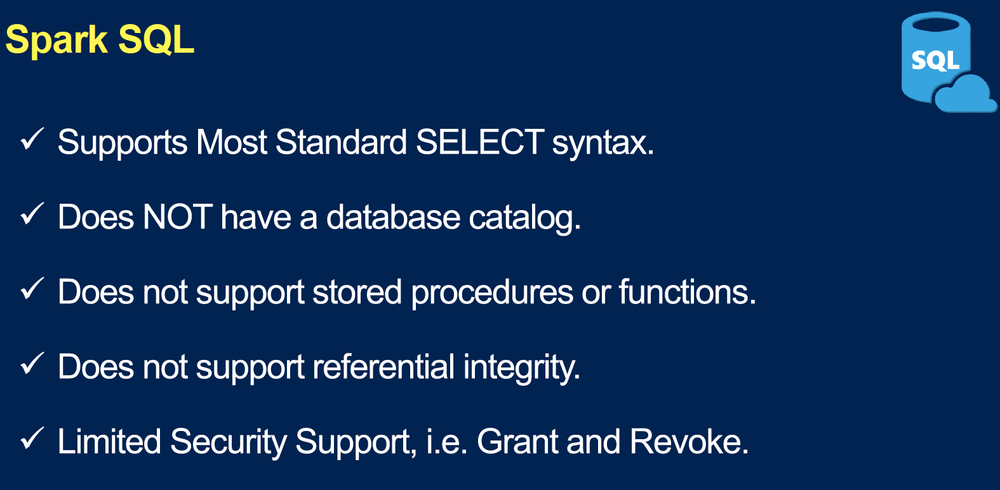 Spark SQL
SQL
Supports Most Standard SELECT syntax.
Does NOT have a database catalog.
Does not support stored procedures or functions.
Does not support referential integrity.
Limited Security Support, i.e. Grant and Revoke.